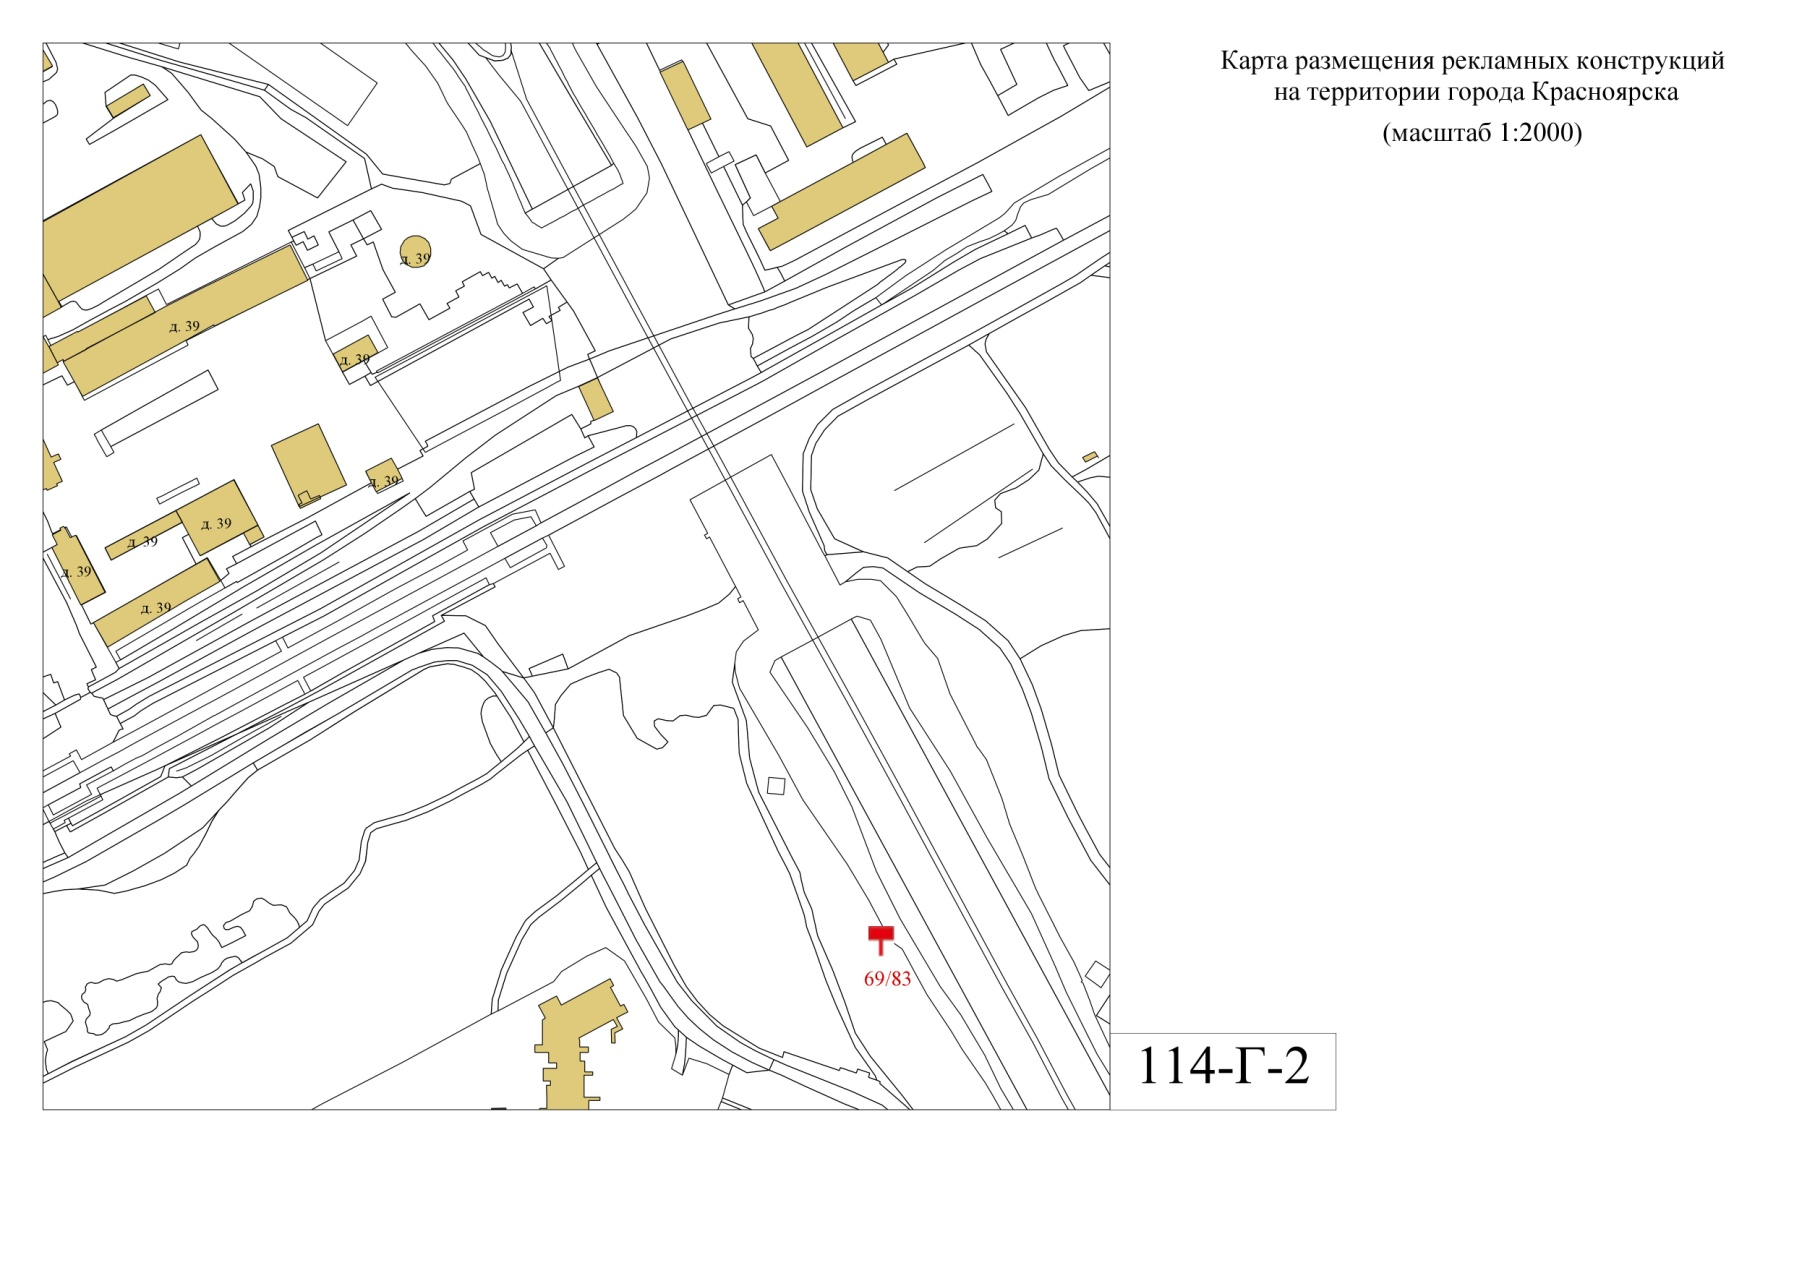 Карта размещения рекламных конструкций
на территории города Красноярска
(масштаб 1:2000)
д. 39
д. 39
д. 39
д. 39
д. 39
д. 39
д. 39
д. 39
69/83
114-Г-2